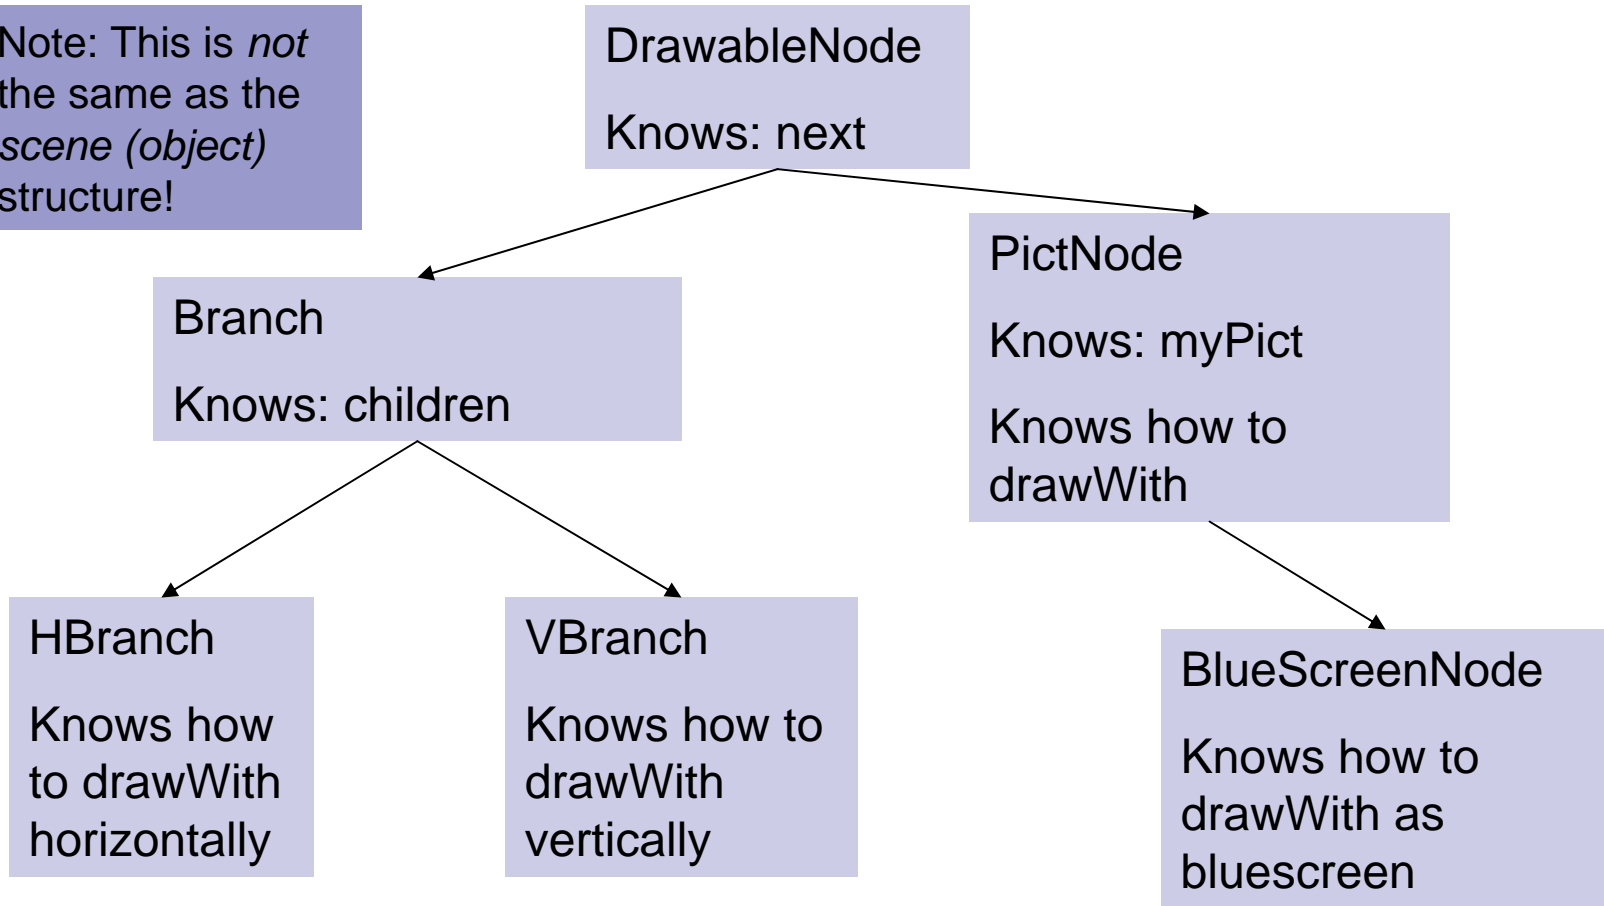 Note: This is not
the same as the
scene (object)
structure!
DrawableNode
Knows: next
PictNode
Knows: myPict
Knows how to
drawWith
Branch
Knows: children
HBranch
Knows how
to drawWith
horizontally
VBranch
Knows how to
drawWith
vertically
BlueScreenNode
Knows how to
drawWith as
bluescreen